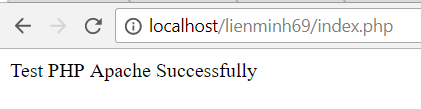 localhost/lienminh69/index.php
Test PHP Apache Successfully